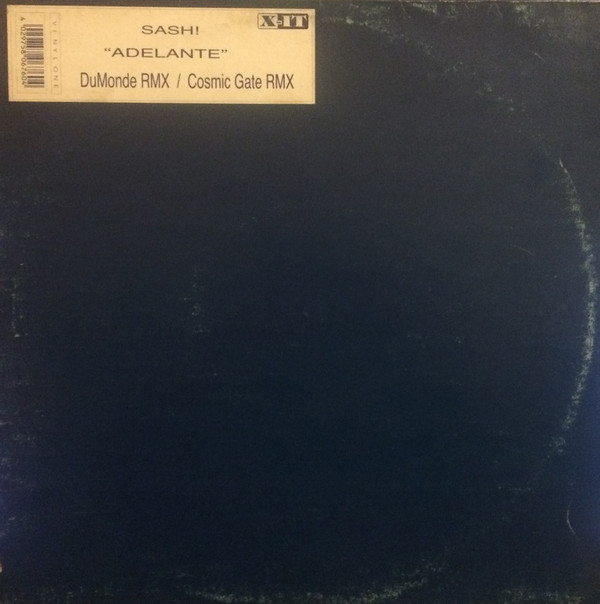 X-IT
SASH!
"ADELANTE"
DuMonde RMX / Cosmic Gate RMX